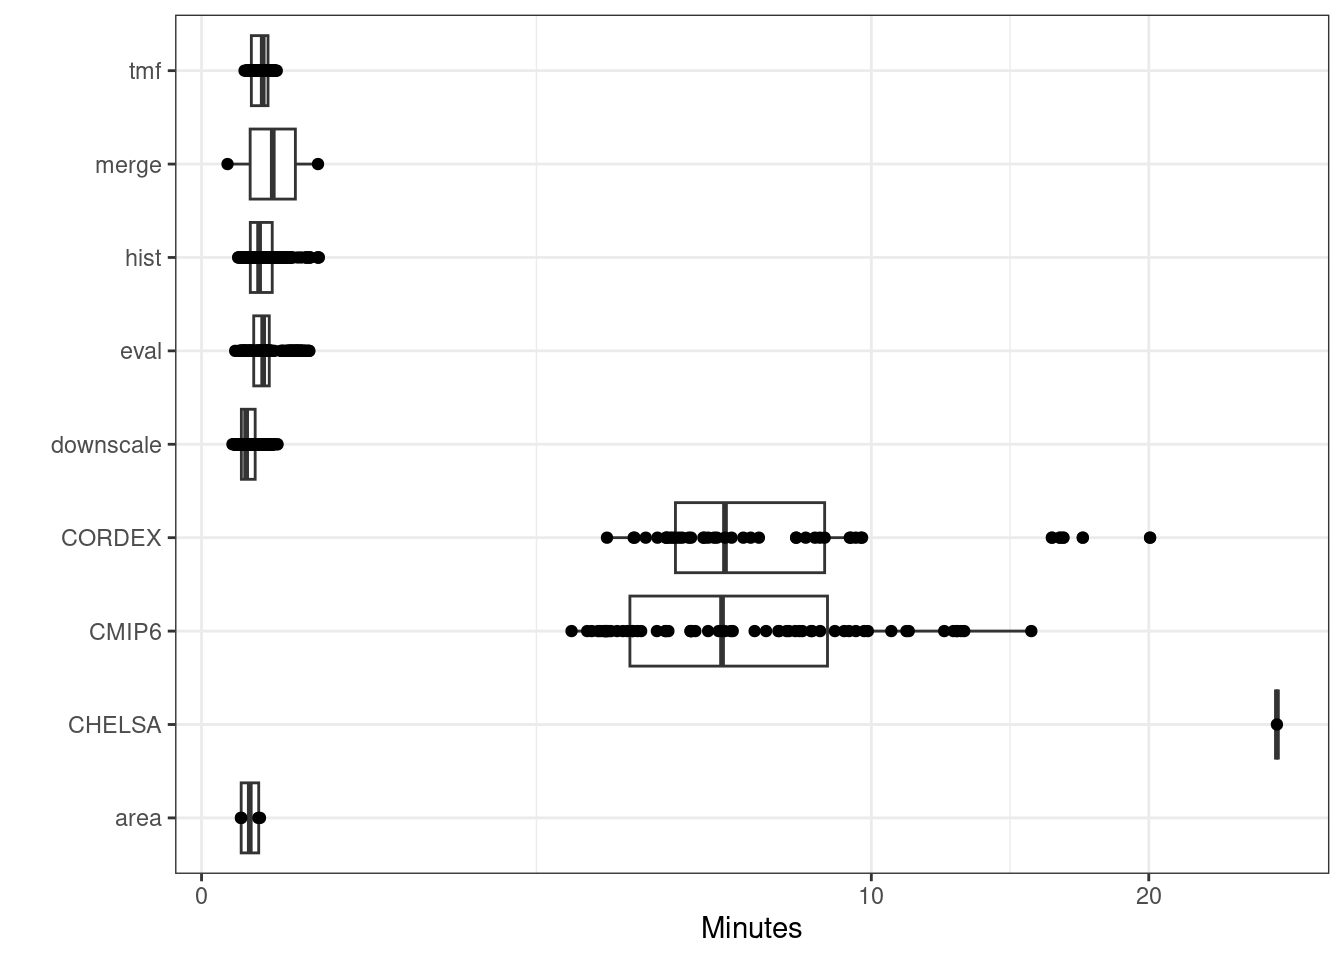 tmf
merge
hist
eval
downscale
CORDEX
CMIP6
CHELSA
area
0 10 20
Minutes